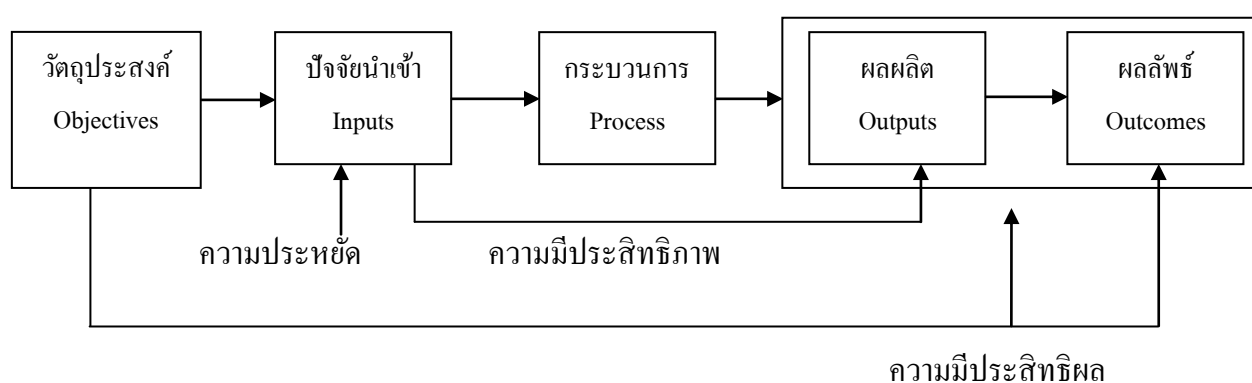 วัตถุประสงค์
Objectives
ปัจจัยนำเข้า
Inputs
กระบวนการ
Process
ผลผลิต
Outputs
ผลลัพธ์
Outcomes
ความประหยัด
ความมีประสิทธิภาพ
ความมีประสิทธิผล